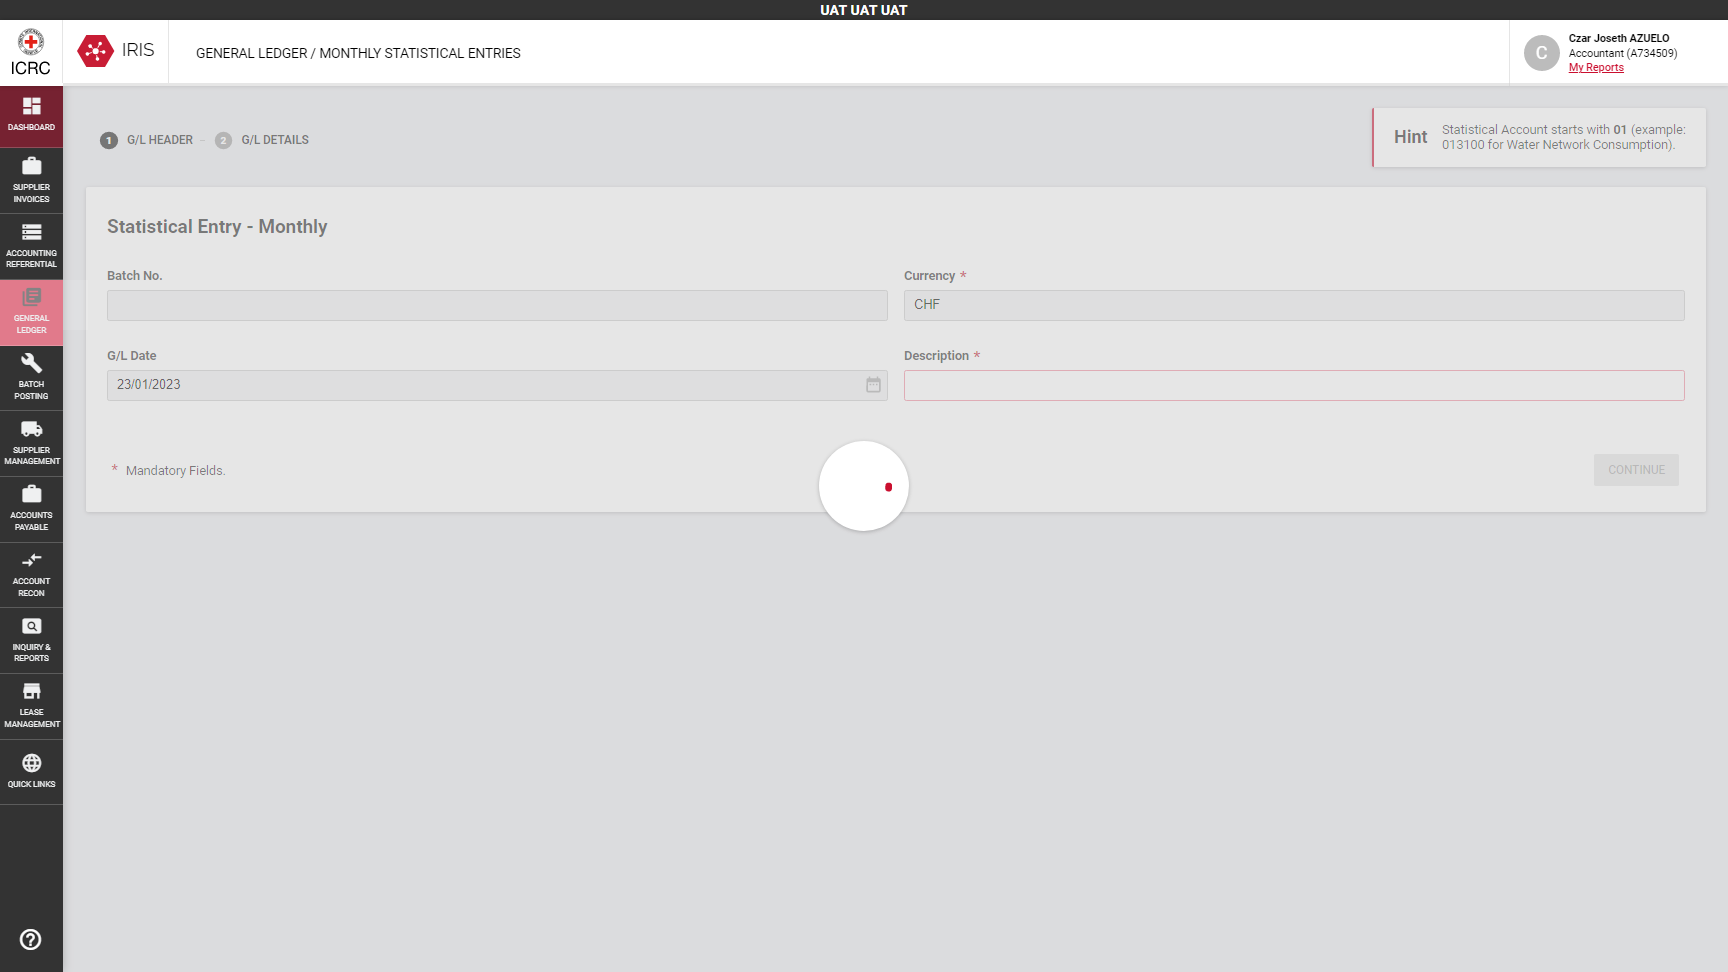 UAT UAT UAT
ICRC
IRIS
GENERAL LEDGER / MONTHLY STATISTICAL ENTRIES
C
Czar Joseth AZUELO
Accountant (A734509)
My Reports
DASHBOARD
SUPPLIER
INVOICES
ACCOUNTING
REFERENTIAL
GENERAL
LEDGER
BATCH
POSTING
SUPPLIER
MANAGEMENT
ACCOUNTS
PAYABLE
ACCOUNT
RECON
INQUIRY &
REPORTS
LEASE
MANAGEMENT
QUICK LINKS
1 G/L HEADER - 2 G/L DETAILS
Hint
Statistical Account starts with 01 (example:
013100 for Water Network Consumption).
Statistical Entry - Monthly
Batch No.
Currency *
CHF
G/L Date
23/01/2023
Description *
* Mandatory Fields.
CONTINUE